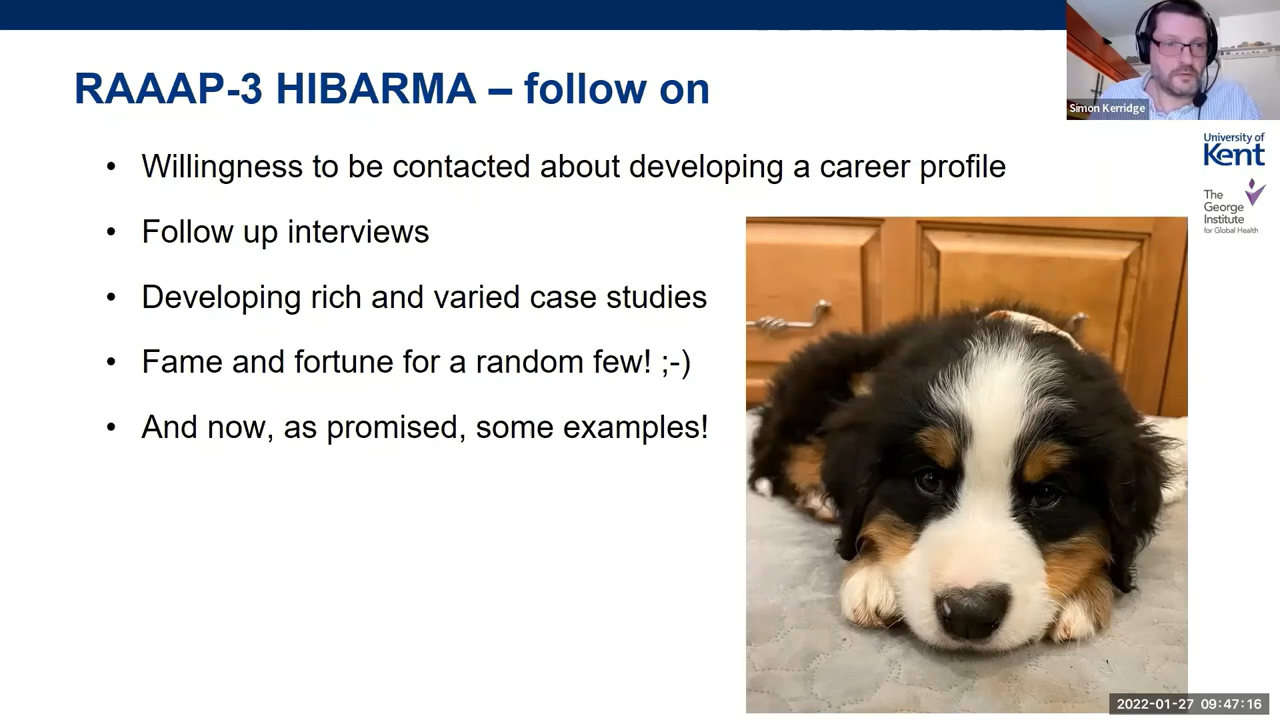 RAAAP-3 HIBARMA – follow on
• Willingness to be contacted about developing a career profile
• Follow up interviews
• Developing rich and varied case studies
• Fame and fortune for a random few! ;-)
• And now, as promised, some examples!
Simon Kerridge
University of
Kent
The
George
Institute
for Global Health
2022-01-27 09:47:16